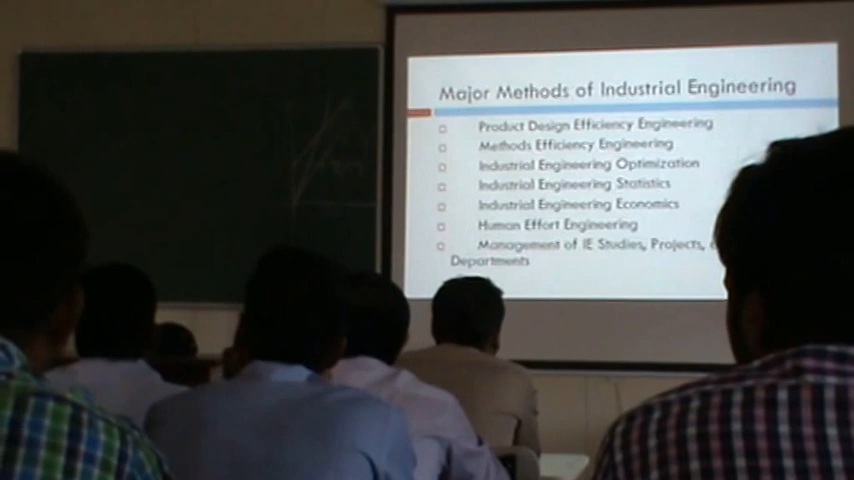 Major Methods of Industrial Engineering
Product Design Efficiency Engineering
Methods Efficiency Engineering
Industrial Engineering Optimization
Industrial Engineering Statistics
Industrial Engineering Economics
Human Effort Engineering
Management of IE Studies, Projects,
Departments